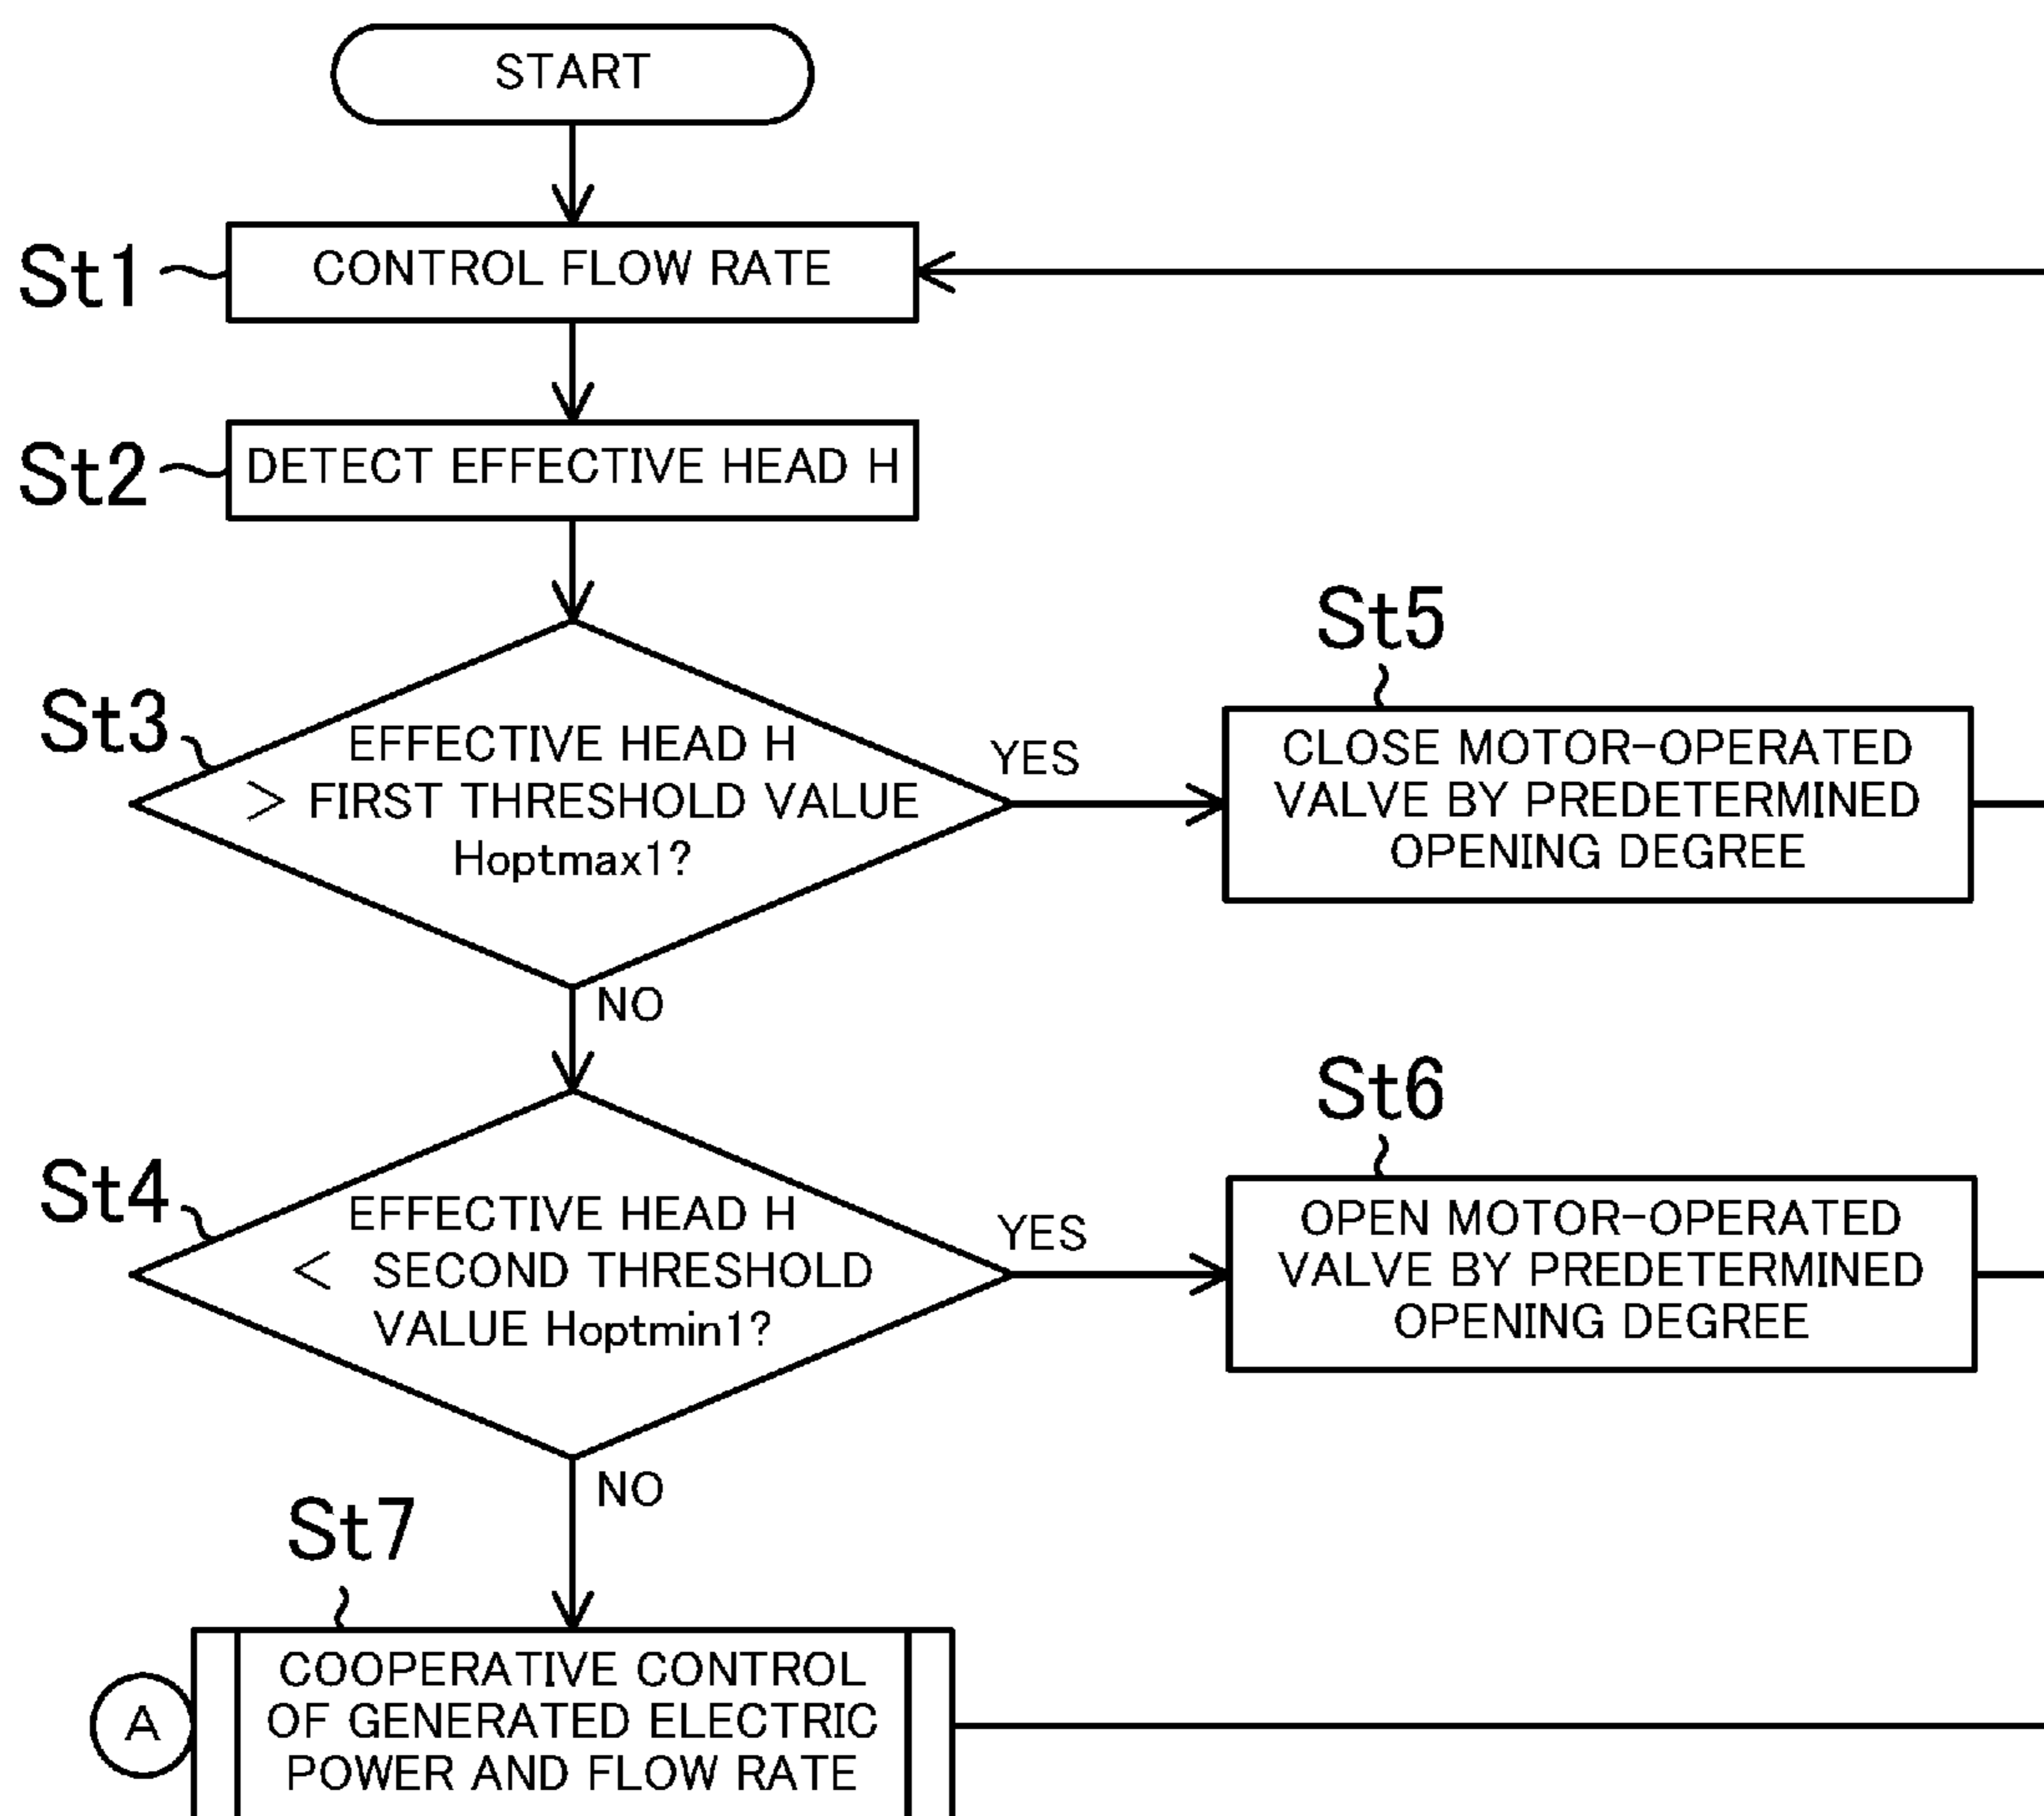 START
St1
CONTROL FLOW RATE
St2
DETECT EFFECTIVE HEAD H
St3
EFFECTIVE HEAD H
> FIRST THRESHOLD VALUE
Hoptmax1?
YES
St5
CLOSE MOTOR-OPERATED
VALVE BY PREDETERMINED
OPENING DEGREE
NO
St4
EFFECTIVE HEAD H
< SECOND THRESHOLD
VALUE Hoptmin1?
YES
St6
OPEN MOTOR-OPERATED
VALVE BY PREDETERMINED
OPENING DEGREE
NO
St7
A
COOPERATIVE CONTROL
OF GENERATED ELECTRIC
POWER AND FLOW RATE